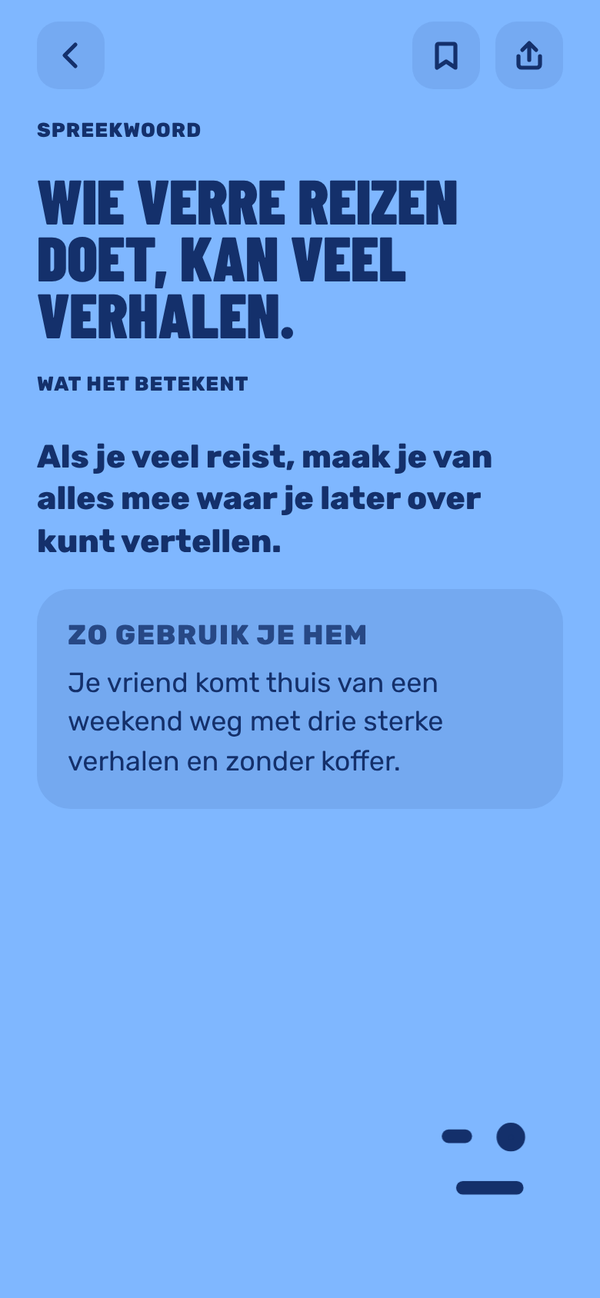 SPREEKWOORD
WIE VERRE REIZEN
DOET, KAN VEEL
VERHALEN.
WAT HET BETEKENT
Als je veel reist, maak je van
alles mee waar je later over
kunt vertellen.
ZO GEBRUIK JE HEM
Je vriend komt thuis van een
weekend weg met drie sterke
verhalen en zonder koffer.